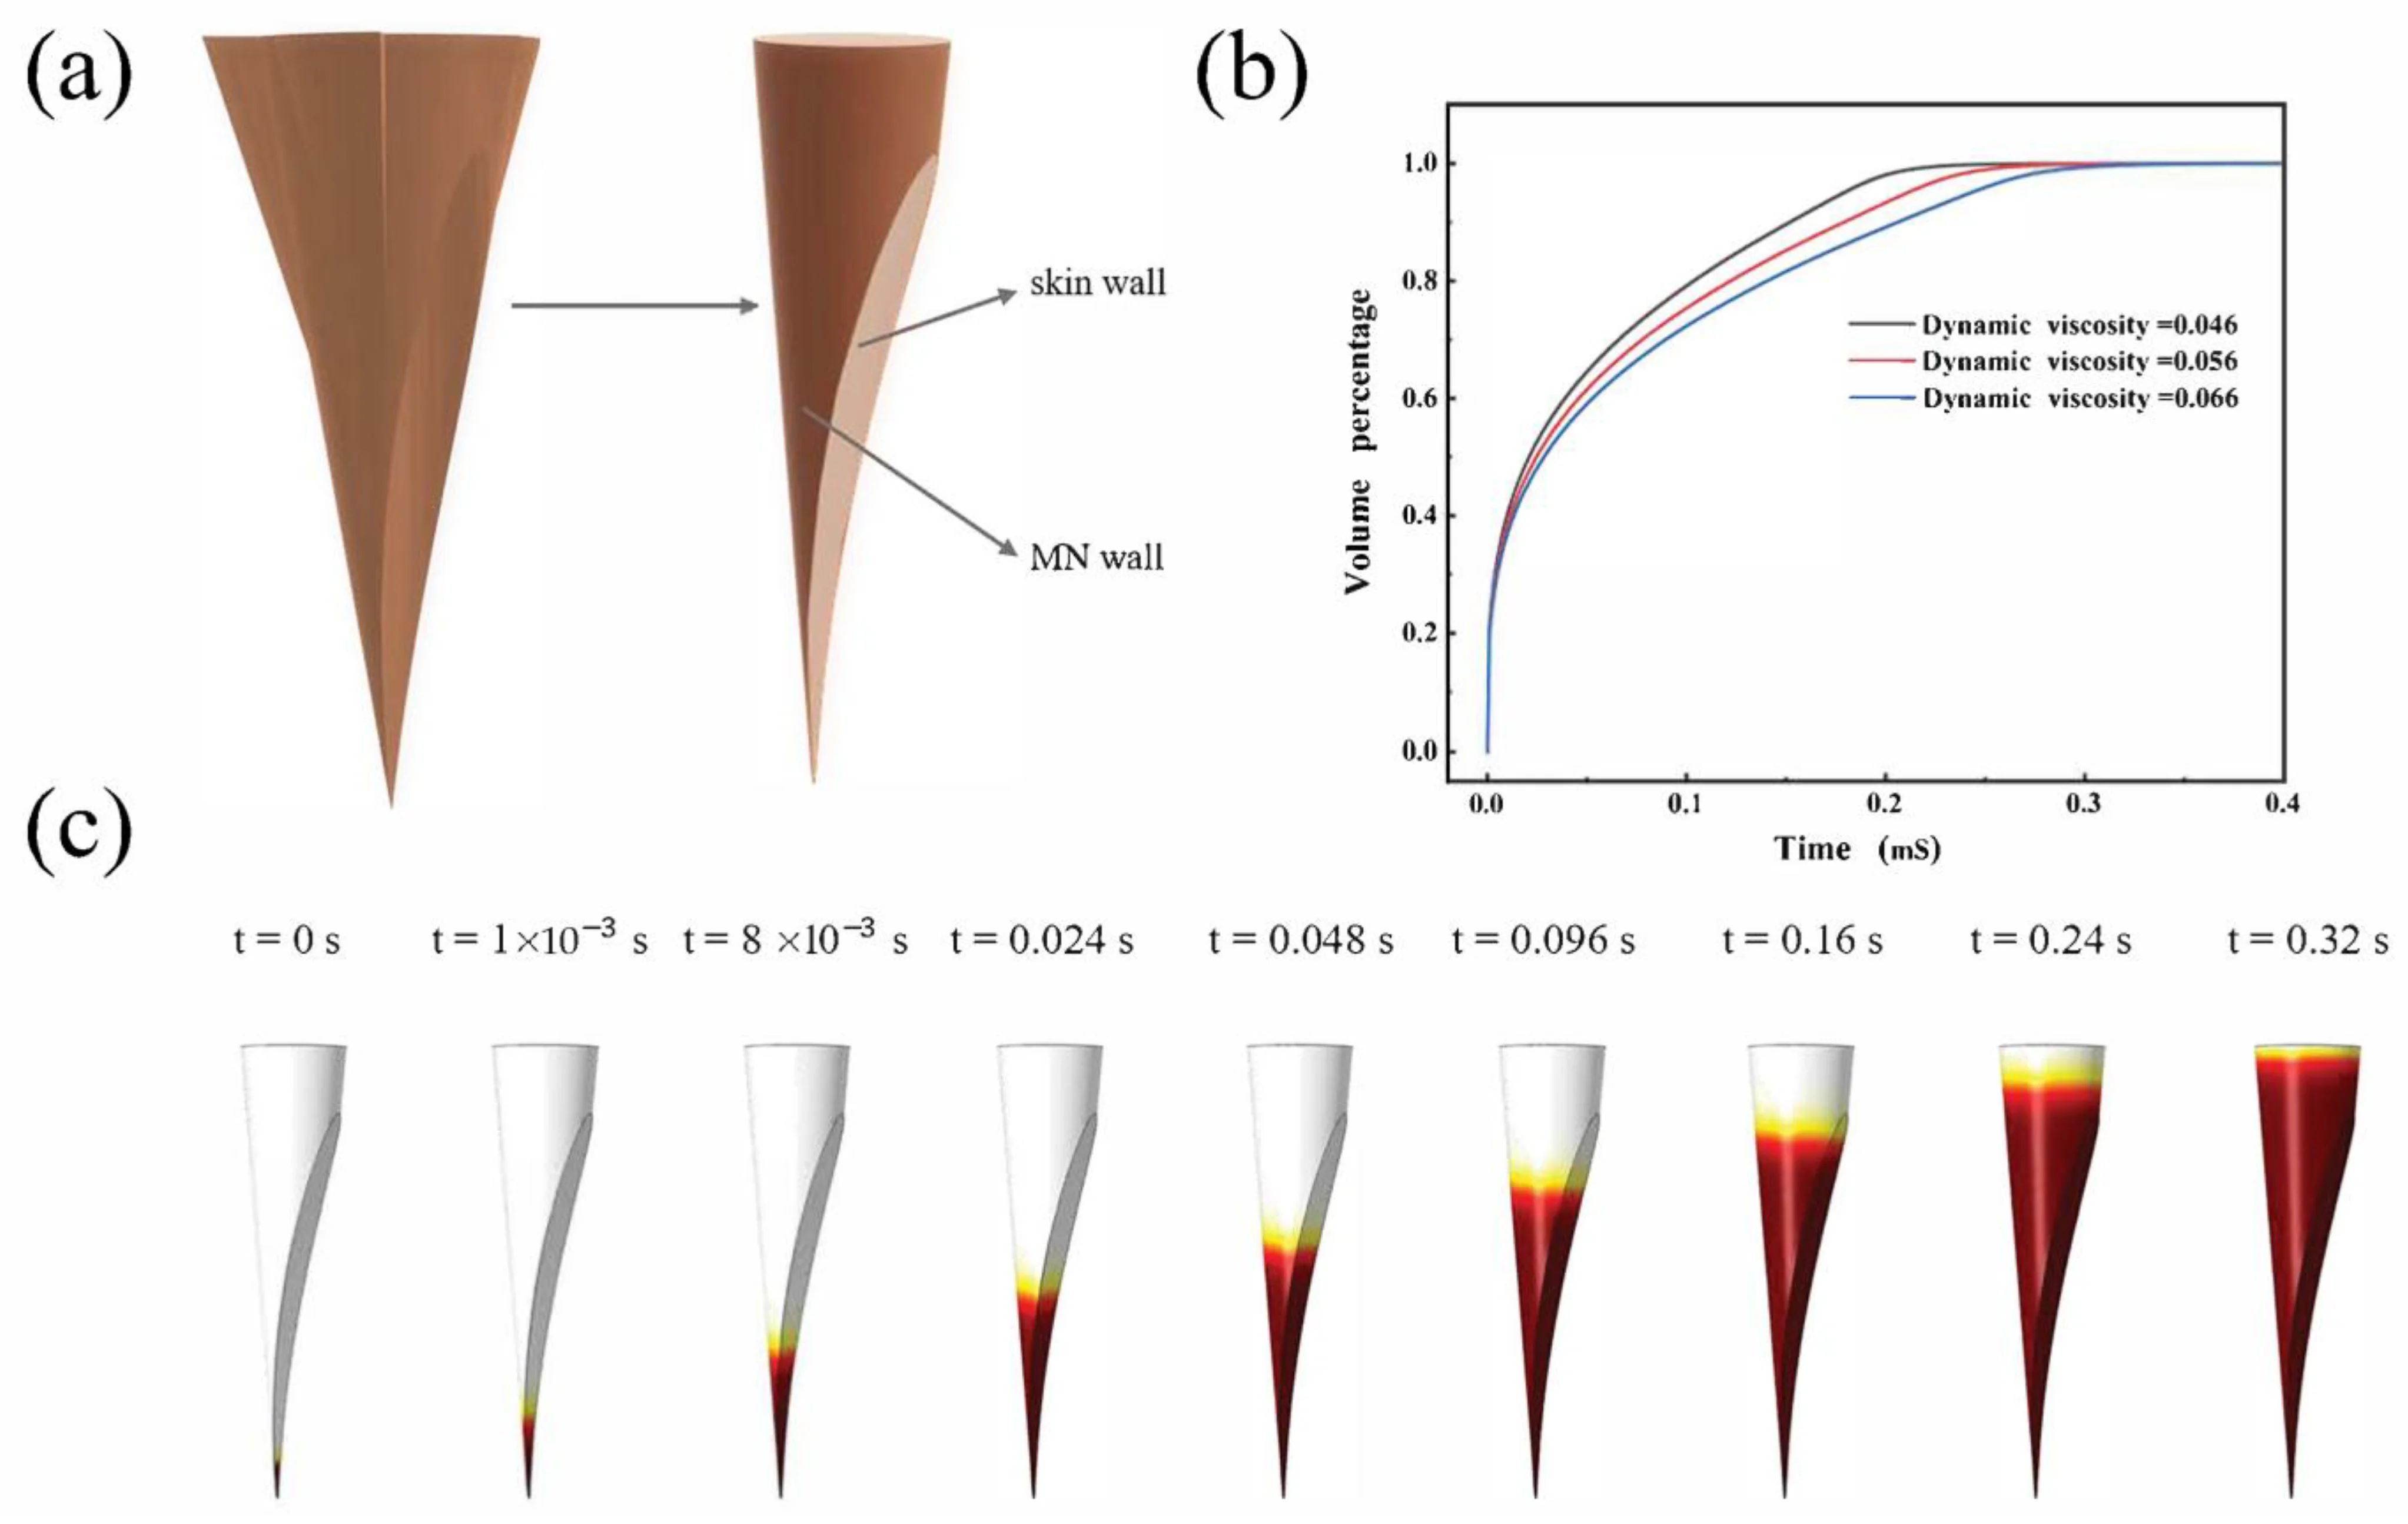 (a)
skin wall
MN wall
(b)
Volume percentage
1.0
0.8
0.6
0.4
0.2
0.0
Dynamic viscosity =0.046
Dynamic viscosity =0.056
Dynamic viscosity =0.066
0.0 0.1 0.2 0.3 0.4
Time (mS)
(c)
t = 0 s t = 1×10⁻³ s t = 8 ×10⁻³ s t = 0.024 s t = 0.048 s t = 0.096 s t = 0.16 s t = 0.24 s t = 0.32 s